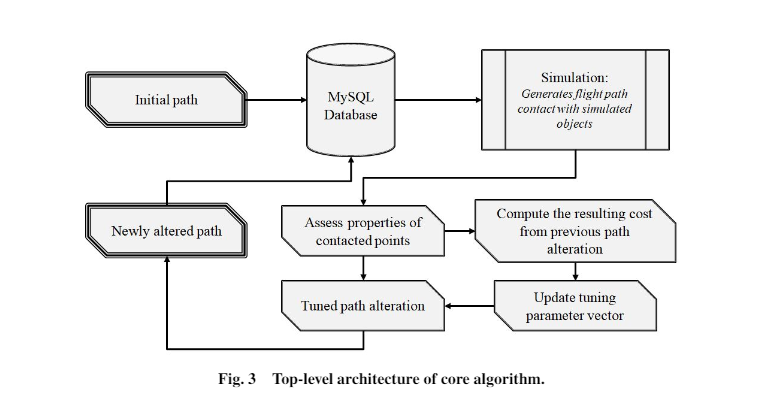 Initial path
MySQL
Database
Simulation:
Generates flight path
contact with simulated
objects
Newly altered path
Assess properties of
contacted points
Compute the resulting cost
from previous path
alteration
Tuned path alteration
Update tuning
parameter vector
Fig. 3 Top-level architecture of core algorithm.